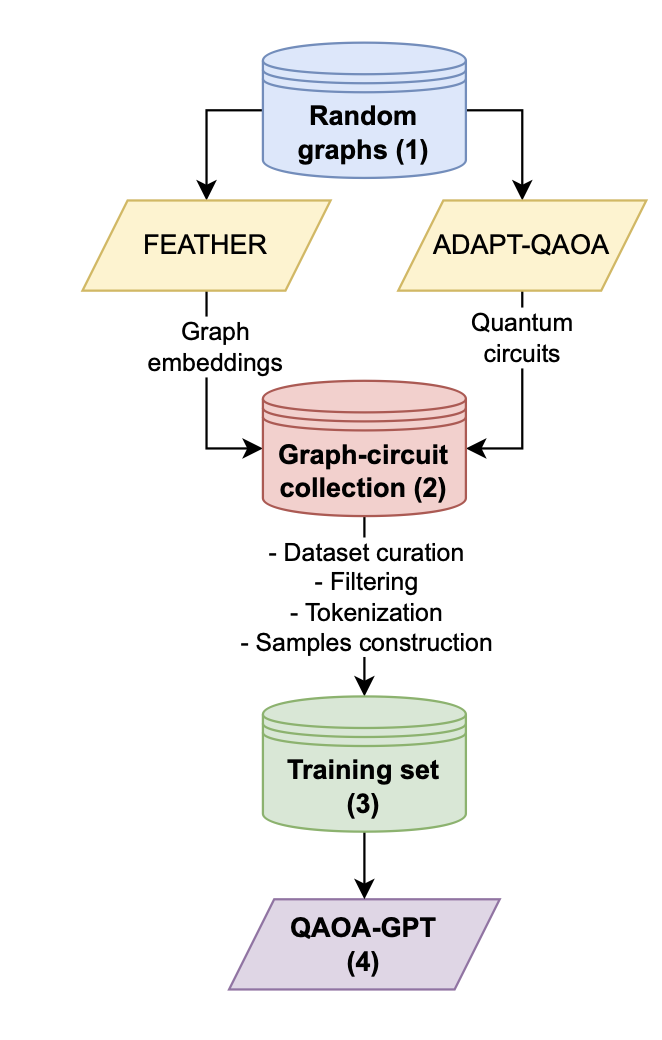 Random
graphs (1)
FEATHER
ADAPT-QAOA
Graph
embeddings
Quantum
circuits
Graph-circuit
collection (2)
- Dataset curation
- Filtering
- Tokenization
- Samples construction
Training set
(3)
QAOA-GPT
(4)